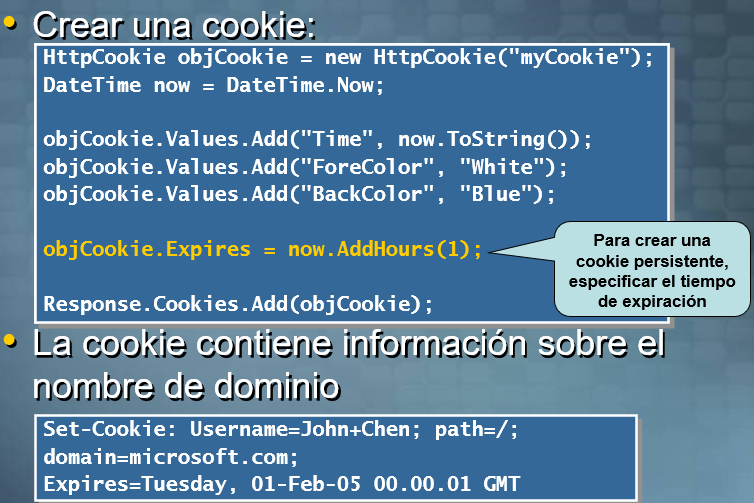 • Crear una cookie:
HttpCookie objCookie = new HttpCookie("myCookie");
DateTime now = DateTime.Now;
objCookie.Values.Add("Time", now.ToString());
objCookie.Values.Add("ForeColor", "White");
objCookie.Values.Add("BackColor", "Blue");
objCookie.Expires = now.AddHours(1);
Para crear una
cookie persistente,
especificar el tiempo
de expiración
Response.Cookies.Add(objCookie);
• La cookie contiene información sobre el
nombre de dominio
Set-Cookie: Username=John+Chen; path=/;
domain=microsoft.com;
Expires=Tuesday, 01-Feb-05 00.00.01 GMT